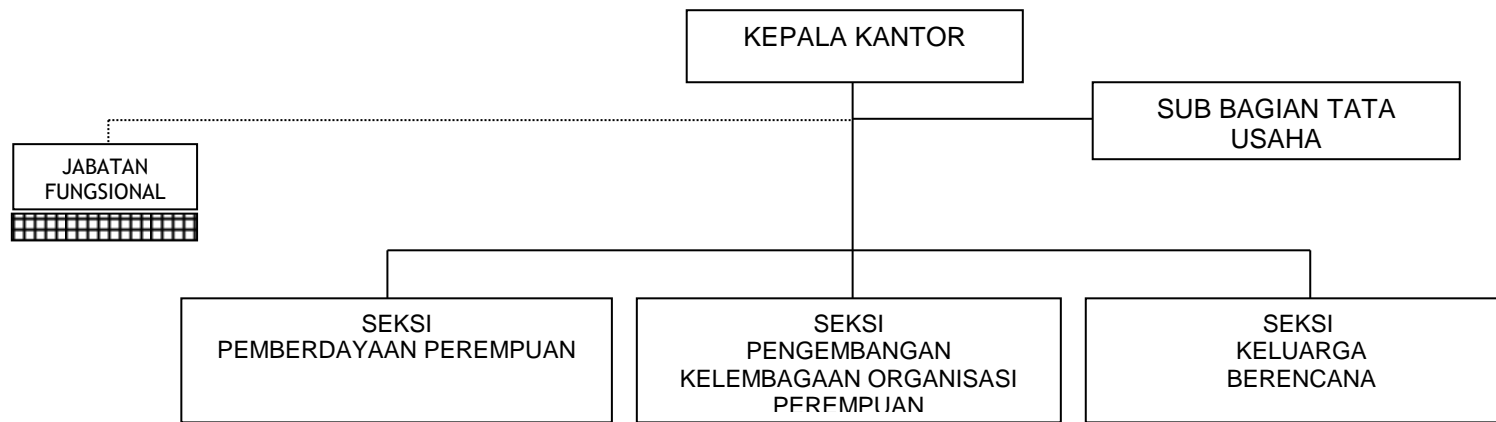 KEPALA KANTOR
SUB BAGIAN TATA
USAHA
JABATAN
FUNGSIONAL
SEKSI
PEMBERDAYAAN PEREMPUAN
SEKSI
PENGEMBANGAN
KELEMBAGAAN ORGANISASI
PEREMPUAN
SEKSI
KELUARGA
BERENCANA